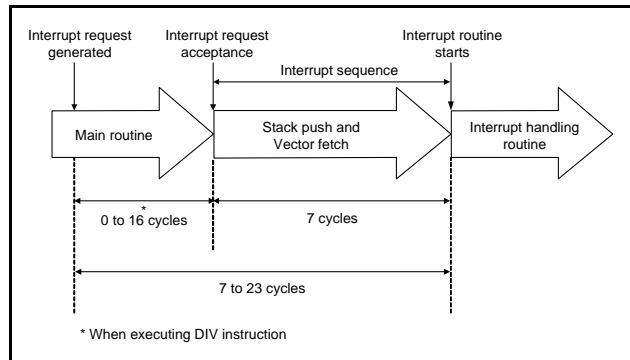 Interrupt request
generated
Interrupt request
acceptance
Interrupt routine
starts
Interrupt sequence
Main routine
Stack push and
Vector fetch
Interrupt handling
routine
*
0 to 16 cycles
7 cycles
7 to 23 cycles
* When executing DIV instruction